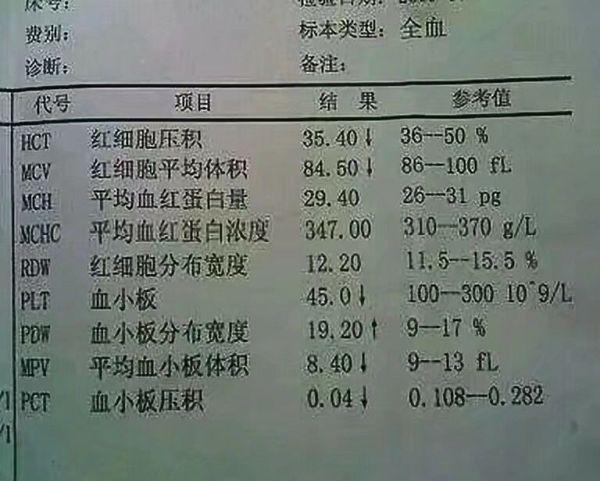 床号:
费别: 标本类型: 全血
诊断: 备注:
代号 项目 结果 参考值
HCT 红细胞压积 35.40↓ 36--50 %
MCV 红细胞平均体积 84.50↓ 86--100 fL
MCH 平均血红蛋白量 29.40 26--31 pg
MCHC 平均血红蛋白浓度 347.00 310--370 g/L
RDW 红细胞分布宽度 12.20 11.5--15.5 %
PLT 血小板 45.0↓ 100--300 10^9/L
PDW 血小板分布宽度 19.20↑ 9--17 %
MPV 平均血小板体积 8.40↓ 9--13 fL
/1 PCT 血小板压积 0.04↓ 0.108--0.282
/1